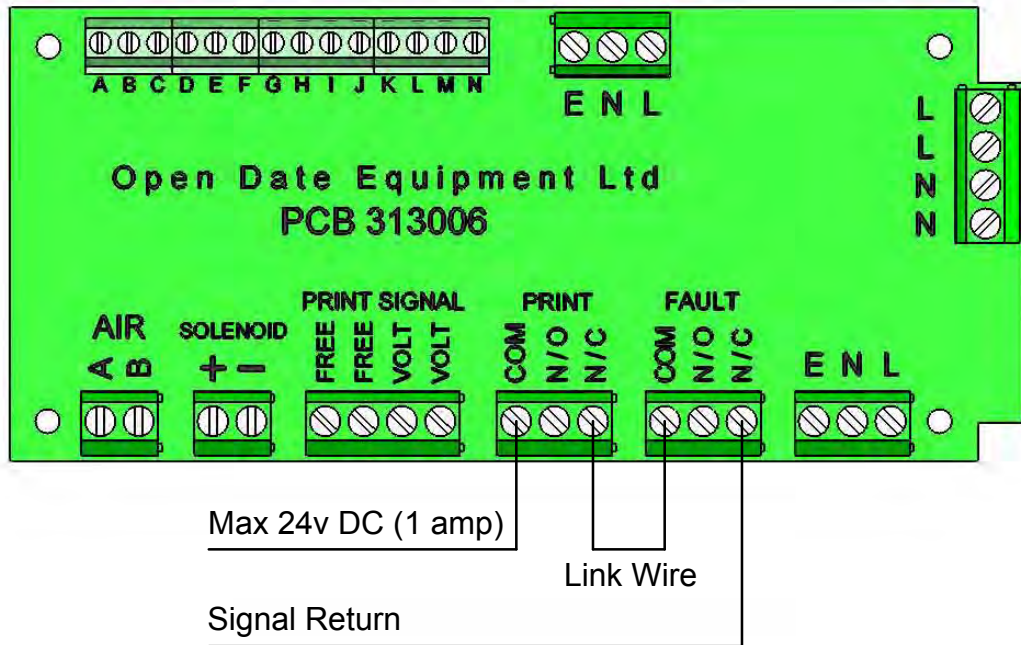 A B C D E F G H I J K L M N
E N L
L
L
N
N
Open Date Equipment Ltd
PCB 313006
AIR
A
B
SOLENOID
+ −
PRINT SIGNAL
FREE
FREE
VOLT
VOLT
PRINT
COM
N/O
N/C
FAULT
COM
N/O
N/C
E N L
Max 24v DC (1 amp)
Link Wire
Signal Return